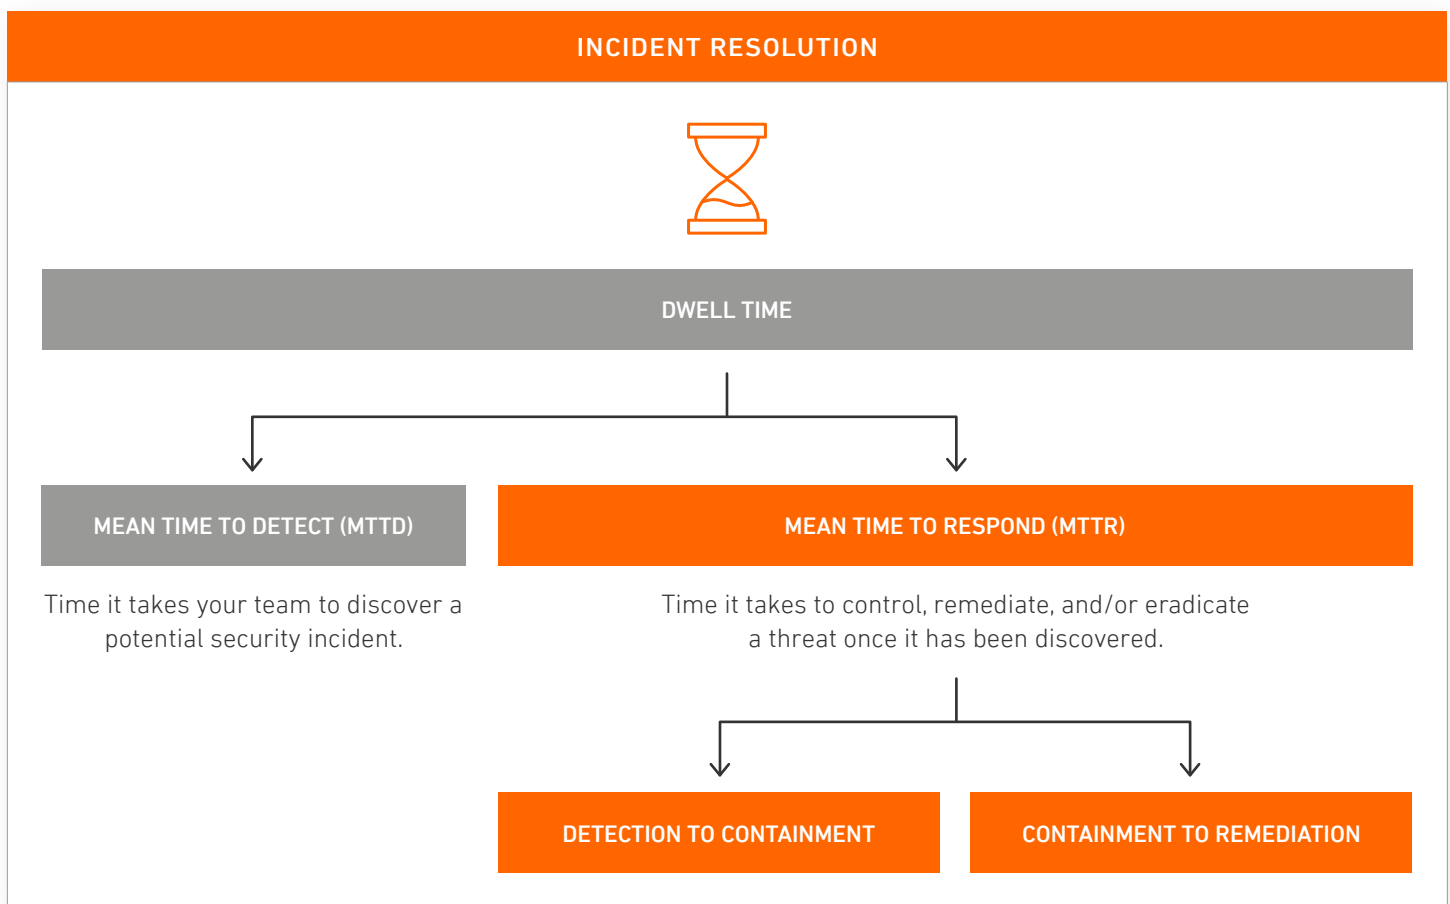 INCIDENT RESOLUTION
DWELL TIME
MEAN TIME TO DETECT (MTTD)
Time it takes your team to discover a
potential security incident.
MEAN TIME TO RESPOND (MTTR)
Time it takes to control, remediate, and/or eradicate
a threat once it has been discovered.
DETECTION TO CONTAINMENT
CONTAINMENT TO REMEDIATION